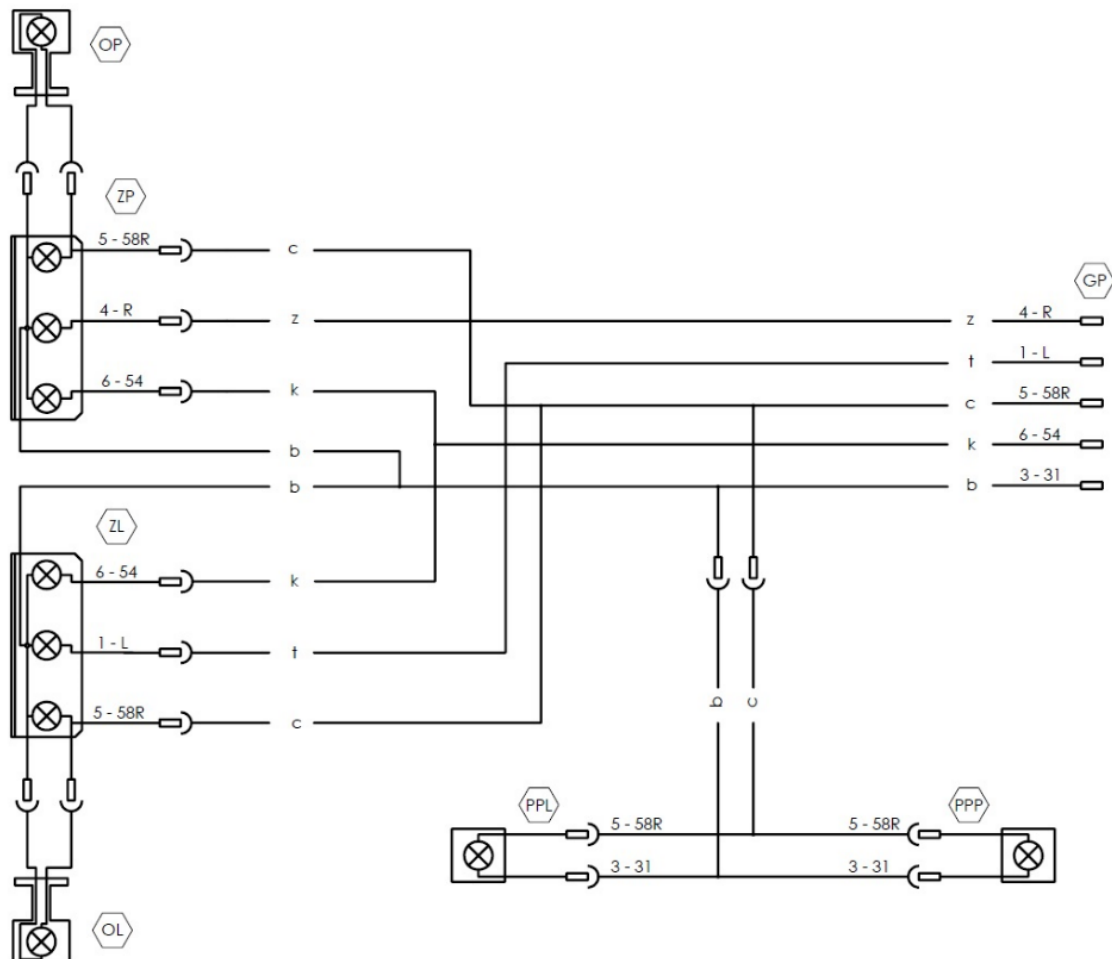 OP
ZP
5 - 58R c
GP
4 - R z z 4 - R
t 1 - L
6 - 54 k c 5 - 58R
b k 6 - 54
b b 3 - 31
ZL
6 - 54 k
1 - L t
b c
5 - 58R c
PPL PPP
5 - 58R 5 - 58R
3 - 31 3 - 31
OL